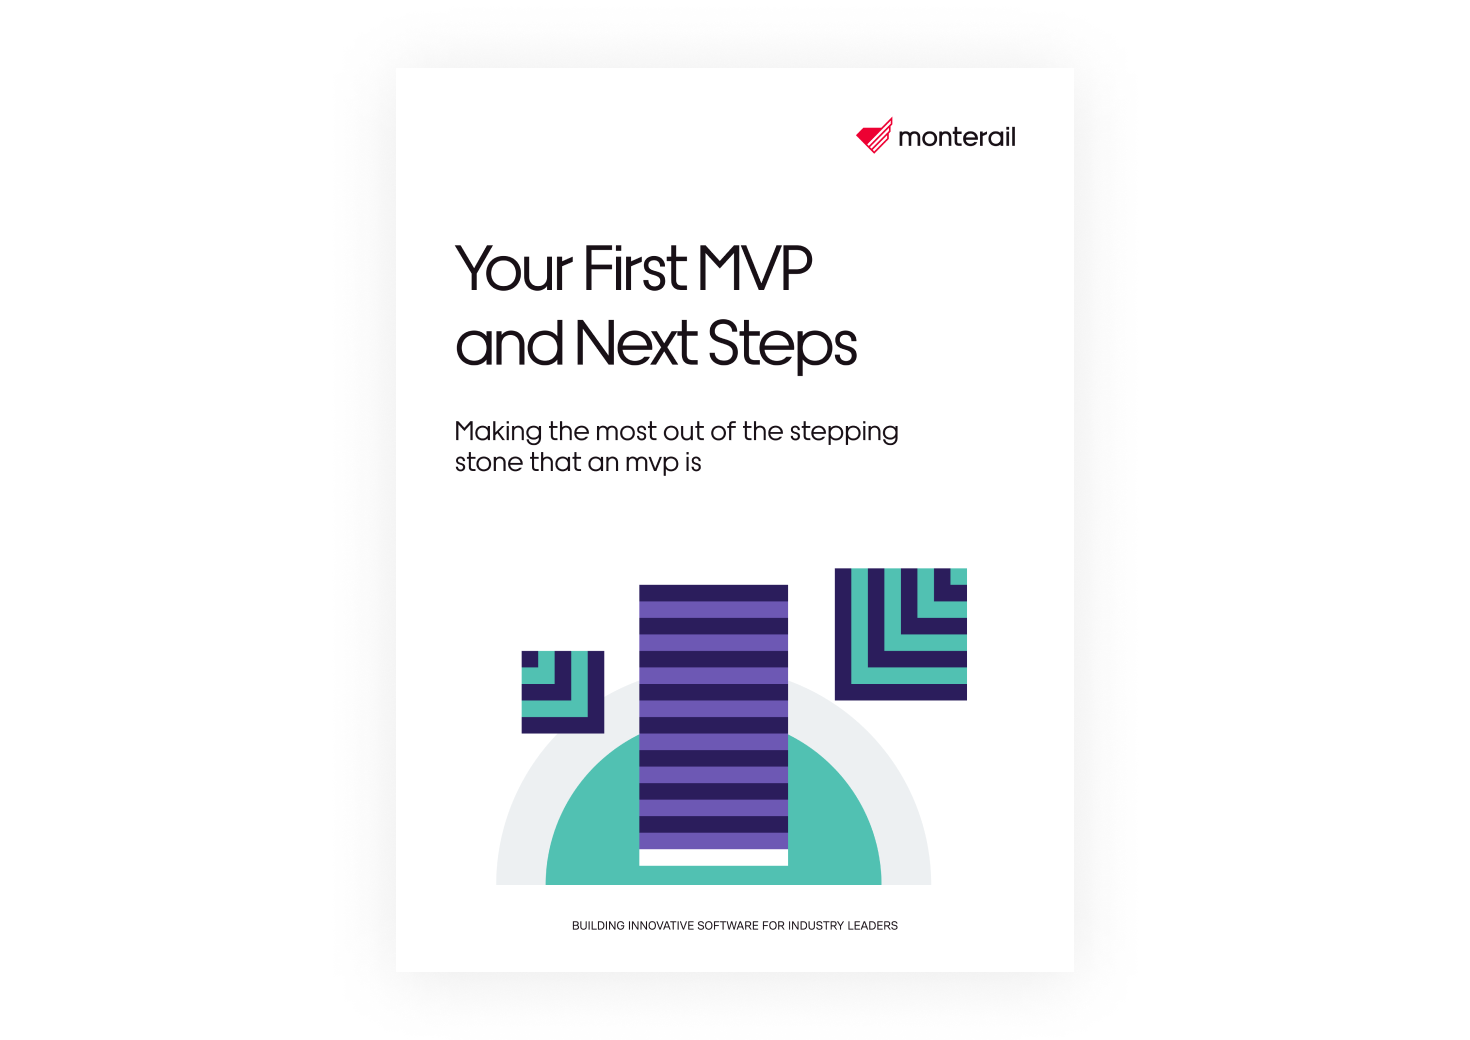 monterail
Your First MVP
and Next Steps
Making the most out of the stepping
stone that an mvp is
BUILDING INNOVATIVE SOFTWARE FOR INDUSTRY LEADERS